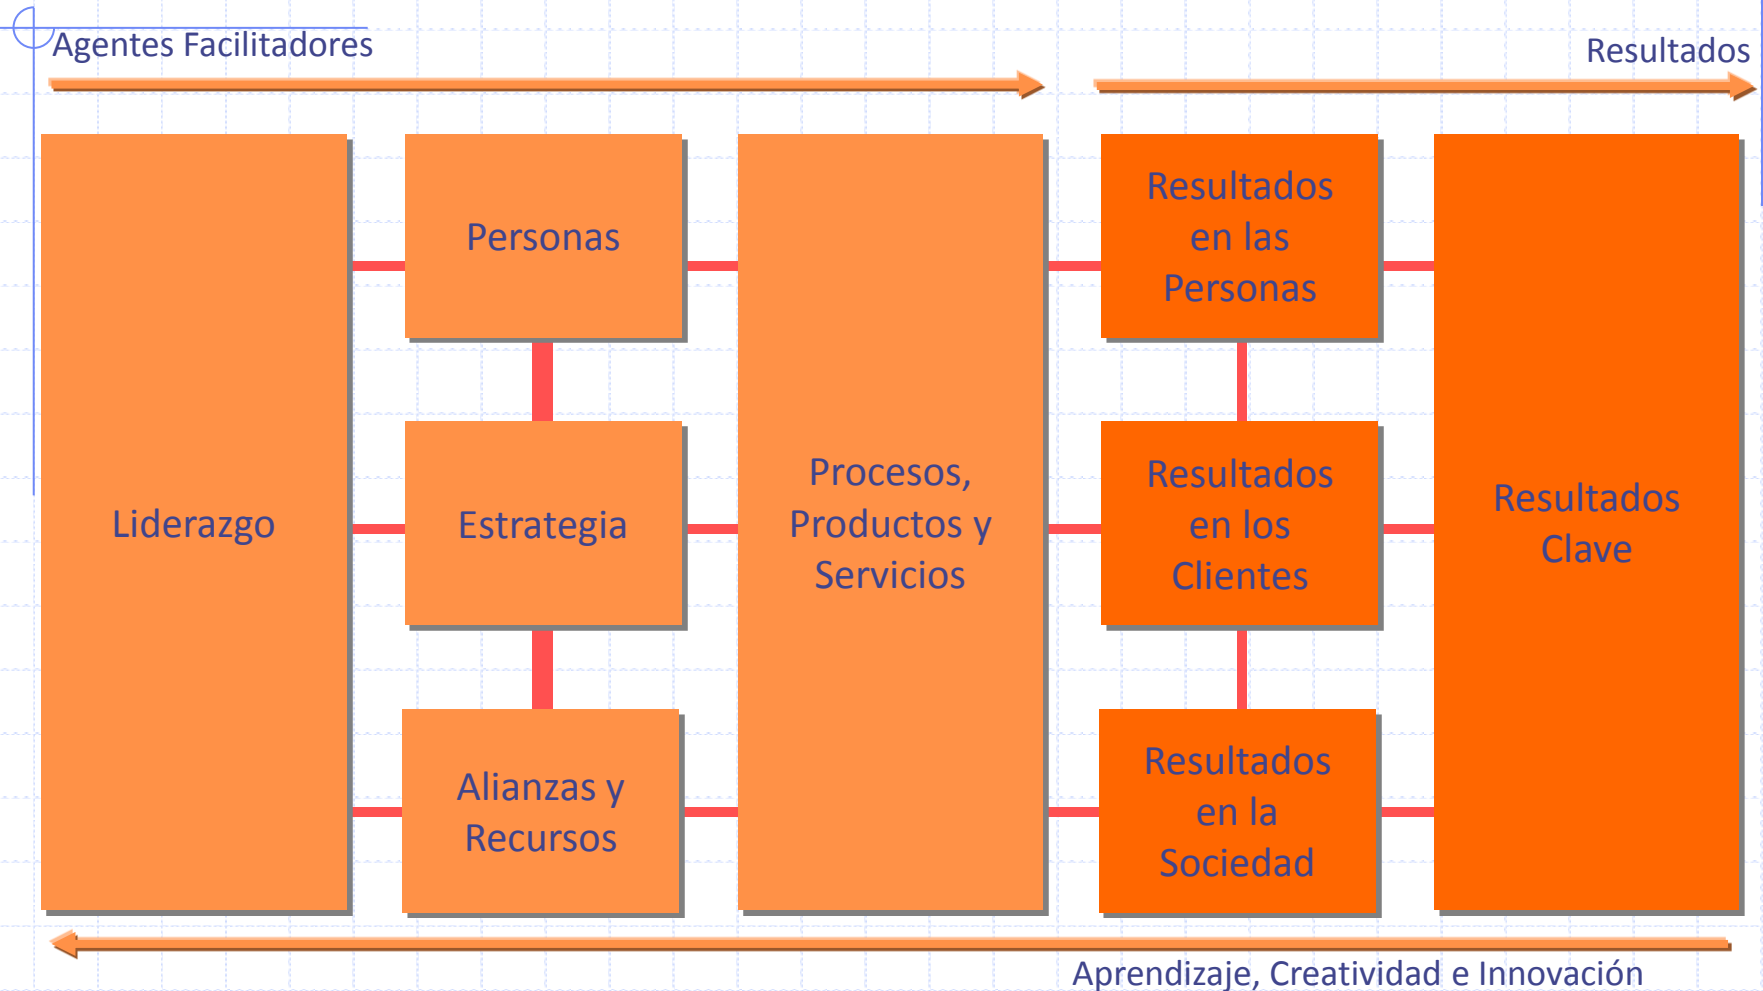 Agentes Facilitadores
Resultados
Liderazgo
Personas
Estrategia
Alianzas y
Recursos
Procesos,
Productos y
Servicios
Resultados
en las
Personas
Resultados
en los
Clientes
Resultados
en la
Sociedad
Resultados
Clave
Aprendizaje, Creatividad e Innovación